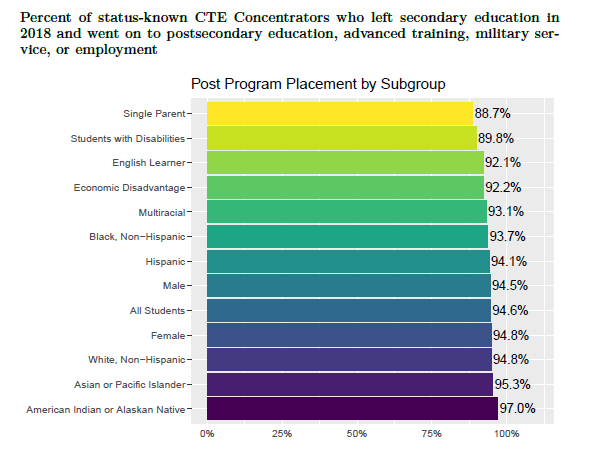 Percent of status-known CTE Concentrators who left secondary education in
2018 and went on to postsecondary education, advanced training, military ser-
vice, or employment
Post Program Placement by Subgroup
Single Parent 88.7%
Students with Disabilities 89.8%
English Learner 92.1%
Economic Disadvantage 92.2%
Multiracial 93.1%
Black, Non−Hispanic 93.7%
Hispanic 94.1%
Male 94.5%
All Students 94.6%
Female 94.8%
White, Non−Hispanic 94.8%
Asian or Pacific Islander 95.3%
American Indian or Alaskan Native 97.0%
0% 25% 50% 75% 100%